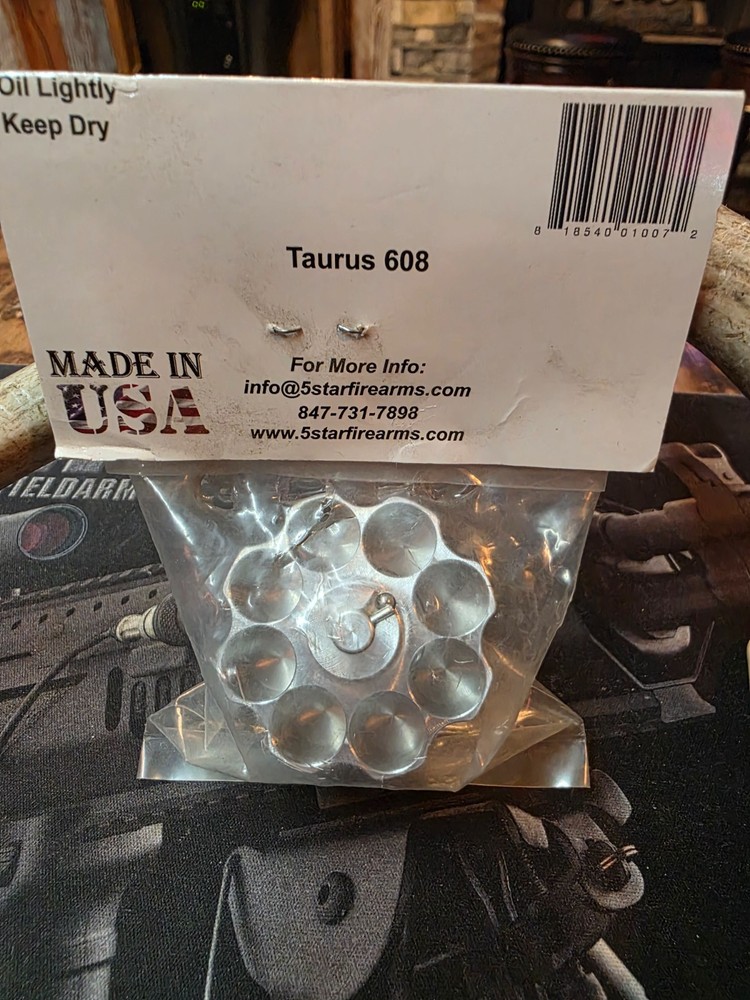 Oil Lightly
Keep Dry
8 18540 01007 2
Taurus 608
MADE IN
USA
For More Info:
info@5starfirearms.com
847-731-7898
www.5starfirearms.com